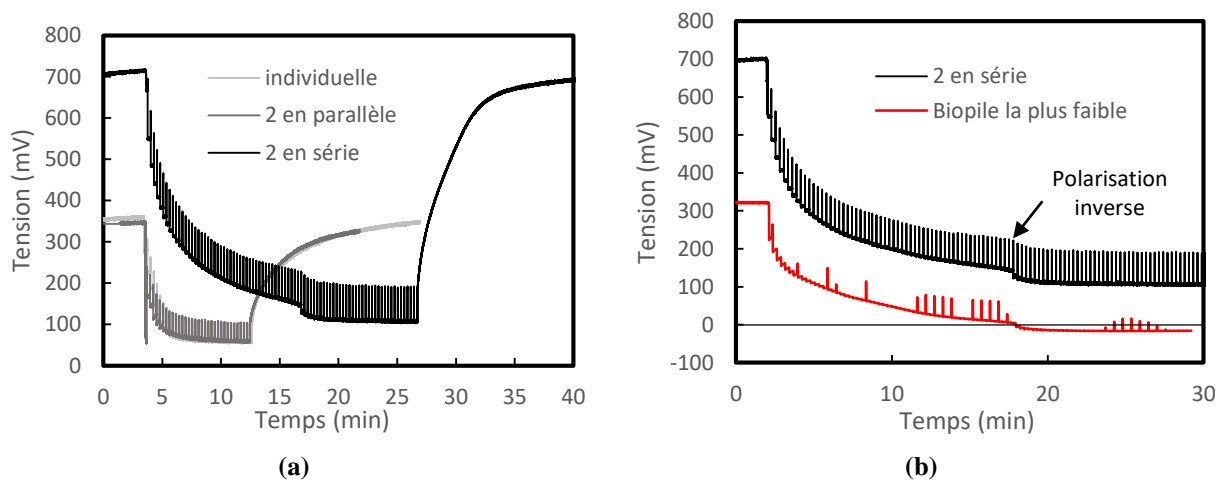 800
700
600
500
400
300
200
100
0
Tension (mV)
individuelle
2 en parallèle
2 en série
0 5 10 15 20 25 30 35 40
Temps (min)
(a)
800
700
600
500
400
300
200
100
0
-100
Tension (mV)
2 en série
Biopile la plus faible
Polarisation
inverse
0 10 20 30
Temps (min)
(b)